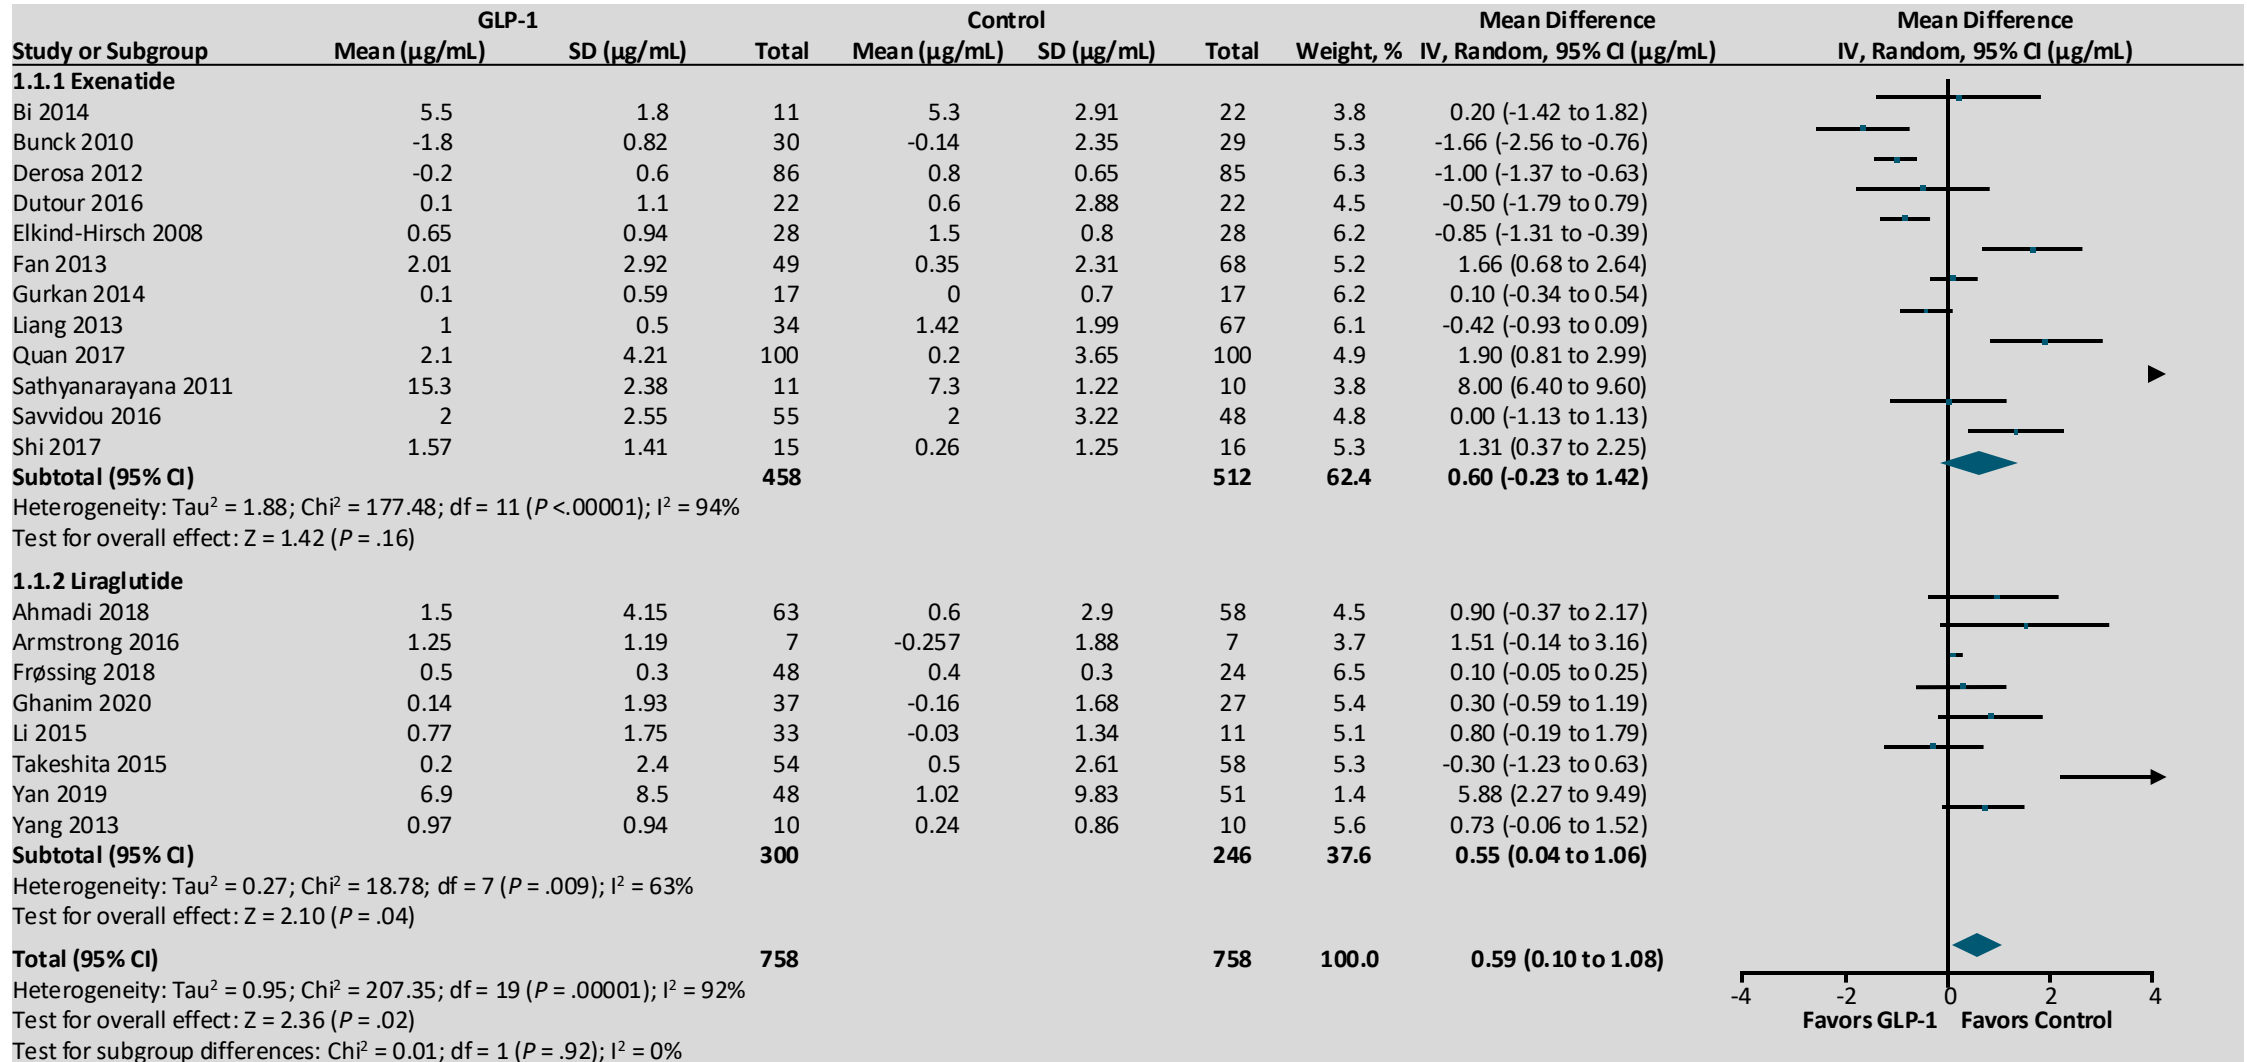 GLP-1 Control Mean Difference Mean Difference
Study or Subgroup Mean (μg/mL) SD (μg/mL) Total Mean (μg/mL) SD (μg/mL) Total Weight, % IV, Random, 95% CI (μg/mL) IV, Random, 95% CI (μg/mL)
1.1.1 Exenatide
Bi 2014 5.5 1.8 11 5.3 2.91 22 3.8 0.20 (-1.42 to 1.82)
Bunck 2010 -1.8 0.82 30 -0.14 2.35 29 5.3 -1.66 (-2.56 to -0.76)
Derosa 2012 -0.2 0.6 86 0.8 0.65 85 6.3 -1.00 (-1.37 to -0.63)
Dutour 2016 0.1 1.1 22 0.6 2.88 22 4.5 -0.50 (-1.79 to 0.79)
Elkind-Hirsch 2008 0.65 0.94 28 1.5 0.8 28 6.2 -0.85 (-1.31 to -0.39)
Fan 2013 2.01 2.92 49 0.35 2.31 68 5.2 1.66 (0.68 to 2.64)
Gurkan 2014 0.1 0.59 17 0 0.7 17 6.2 0.10 (-0.34 to 0.54)
Liang 2013 1 0.5 34 1.42 1.99 67 6.1 -0.42 (-0.93 to 0.09)
Quan 2017 2.1 4.21 100 0.2 3.65 100 4.9 1.90 (0.81 to 2.99)
Sathyanarayana 2011 15.3 2.38 11 7.3 1.22 10 3.8 8.00 (6.40 to 9.60)
Savvidou 2016 2 2.55 55 2 3.22 48 4.8 0.00 (-1.13 to 1.13)
Shi 2017 1.57 1.41 15 0.26 1.25 16 5.3 1.31 (0.37 to 2.25)
Subtotal (95% CI) 458 512 62.4 0.60 (-0.23 to 1.42)
Heterogeneity: Tau² = 1.88; Chi² = 177.48; df = 11 (P <.00001); I² = 94%
Test for overall effect: Z = 1.42 (P = .16)
1.1.2 Liraglutide
Ahmadi 2018 1.5 4.15 63 0.6 2.9 58 4.5 0.90 (-0.37 to 2.17)
Armstrong 2016 1.25 1.19 7 -0.257 1.88 7 3.7 1.51 (-0.14 to 3.16)
Frøssing 2018 0.5 0.3 48 0.4 0.3 24 6.5 0.10 (-0.05 to 0.25)
Ghanim 2020 0.14 1.93 37 -0.16 1.68 27 5.4 0.30 (-0.59 to 1.19)
Li 2015 0.77 1.75 33 -0.03 1.34 11 5.1 0.80 (-0.19 to 1.79)
Takeshita 2015 0.2 2.4 54 0.5 2.61 58 5.3 -0.30 (-1.23 to 0.63)
Yan 2019 6.9 8.5 48 1.02 9.83 51 1.4 5.88 (2.27 to 9.49)
Yang 2013 0.97 0.94 10 0.24 0.86 10 5.6 0.73 (-0.06 to 1.52)
Subtotal (95% CI) 300 246 37.6 0.55 (0.04 to 1.06)
Heterogeneity: Tau² = 0.27; Chi² = 18.78; df = 7 (P = .009); I² = 63%
Test for overall effect: Z = 2.10 (P = .04)
Total (95% CI) 758 758 100.0 0.59 (0.10 to 1.08)
Heterogeneity: Tau² = 0.95; Chi² = 207.35; df = 19 (P = .00001); I² = 92%
-4 -2 0 2 4
Test for overall effect: Z = 2.36 (P = .02)
Favors GLP-1 Favors Control
Test for subgroup differences: Chi² = 0.01; df = 1 (P = .92); I² = 0%